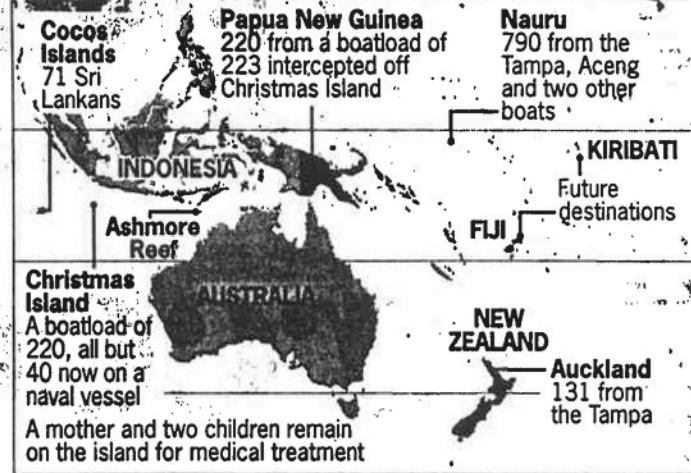 Cocos
Islands
71 Sri
Lankans
Papua New Guinea
220 from a boatload of
223 intercepted off
Christmas Island
Nauru
790 from the
Tampa, Aceng
and two other
boats
INDONESIA
KIRIBATI
Future
destinations
Ashmore
Reef
FIJI
Christmas
Island
A boatload of
220, all but
40 now on a
naval vessel
AUSTRALIA
NEW
ZEALAND
Auckland
131 from
the Tampa
A mother and two children remain
on the island for medical treatment